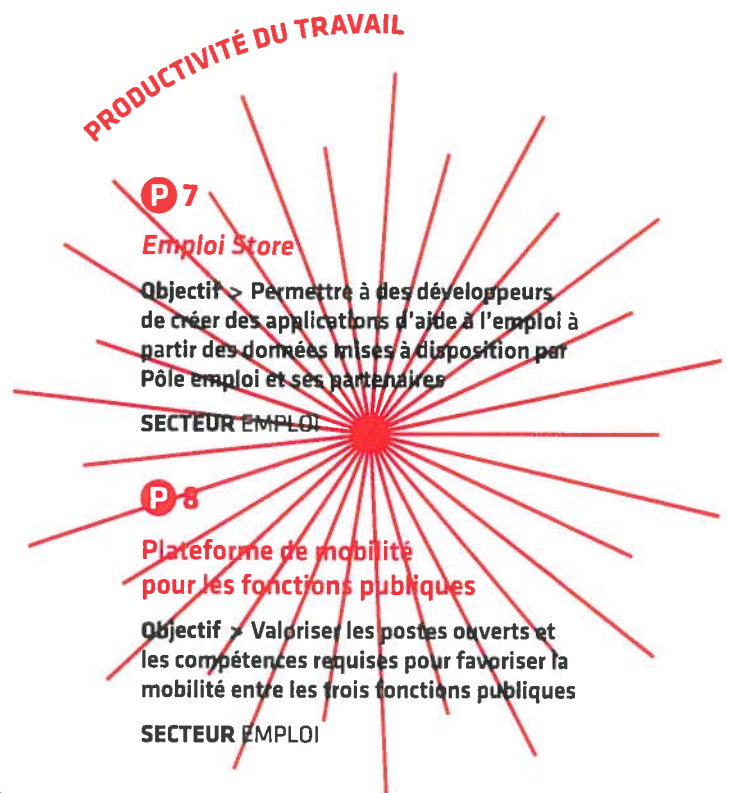 PRODUCTIVITÉ DU TRAVAIL
P 7
Emploi Store
Objectif > Permettre à des développeurs
de créer des applications d'aide à l'emploi à
partir des données mises à disposition par
Pôle emploi et ses partenaires
SECTEUR EMPLOI
P 8
Plateforme de mobilité
pour les fonctions publiques
Objectif > Valoriser les postes ouverts et
les compétences requises pour favoriser la
mobilité entre les trois fonctions publiques
SECTEUR EMPLOI